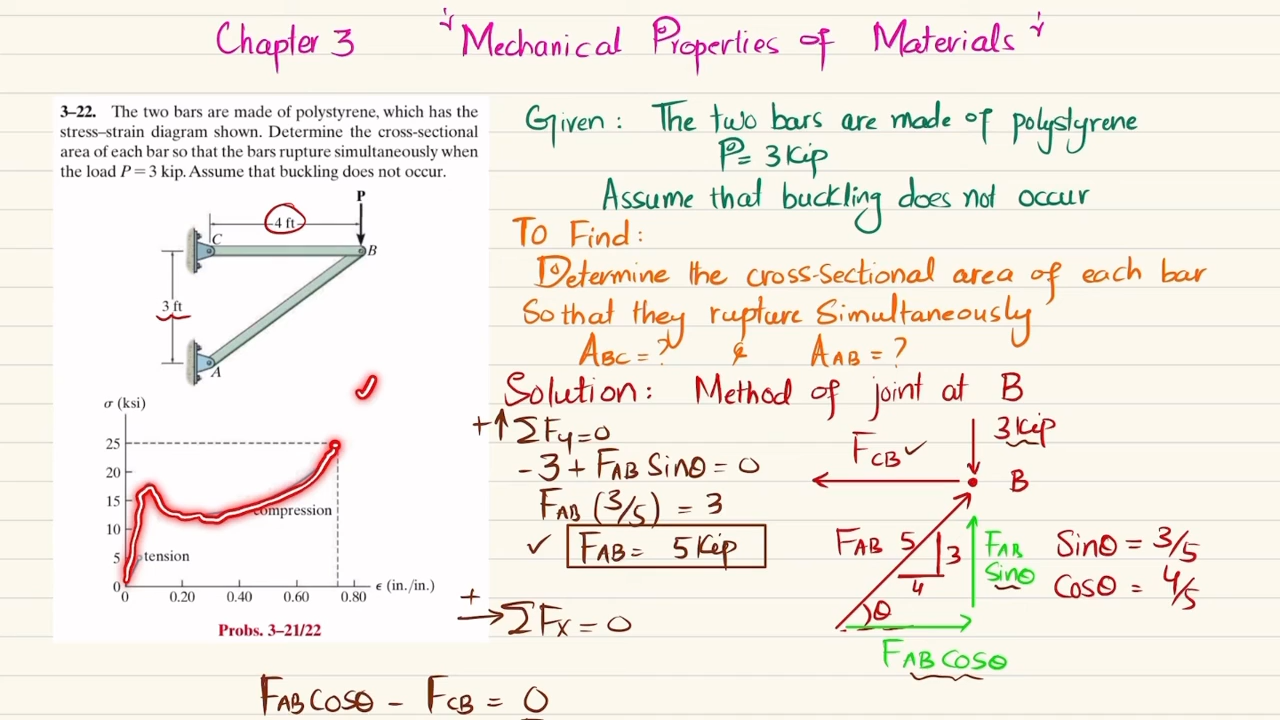 Chapter 3 "Mechanical Properties of Materials"
3–22. The two bars are made of polystyrene, which has the
stress–strain diagram shown. Determine the cross-sectional
area of each bar so that the bars rupture simultaneously when
the load P = 3 kip. Assume that buckling does not occur.
P
4 ft
C
B
3 ft
A
σ (ksi)
25
20
15
10
5
0
compression
tension
0 0.20 0.40 0.60 0.80 ϵ (in./in.)
Probs. 3–21/22
Given: The two bars are made of polystyrene
P= 3 kip
Assume that buckling does not occur
To Find:
Determine the cross-sectional area of each bar
So that they rupture Simultaneously
ABC = ? & AAB = ?
Solution: Method of joint at B
+↑ ΣFy=0
-3 + FAB Sinθ = 0
FAB (3/5) = 3
✓ FAB = 5 kip
+→ ΣFx = 0
FAB Cosθ - FCB = 0
3 kip
FCB ✓
B
FAB 5 3
4
θ
FAB
Sinθ
FAB Cosθ
Sinθ = 3/5
Cosθ = 4/5